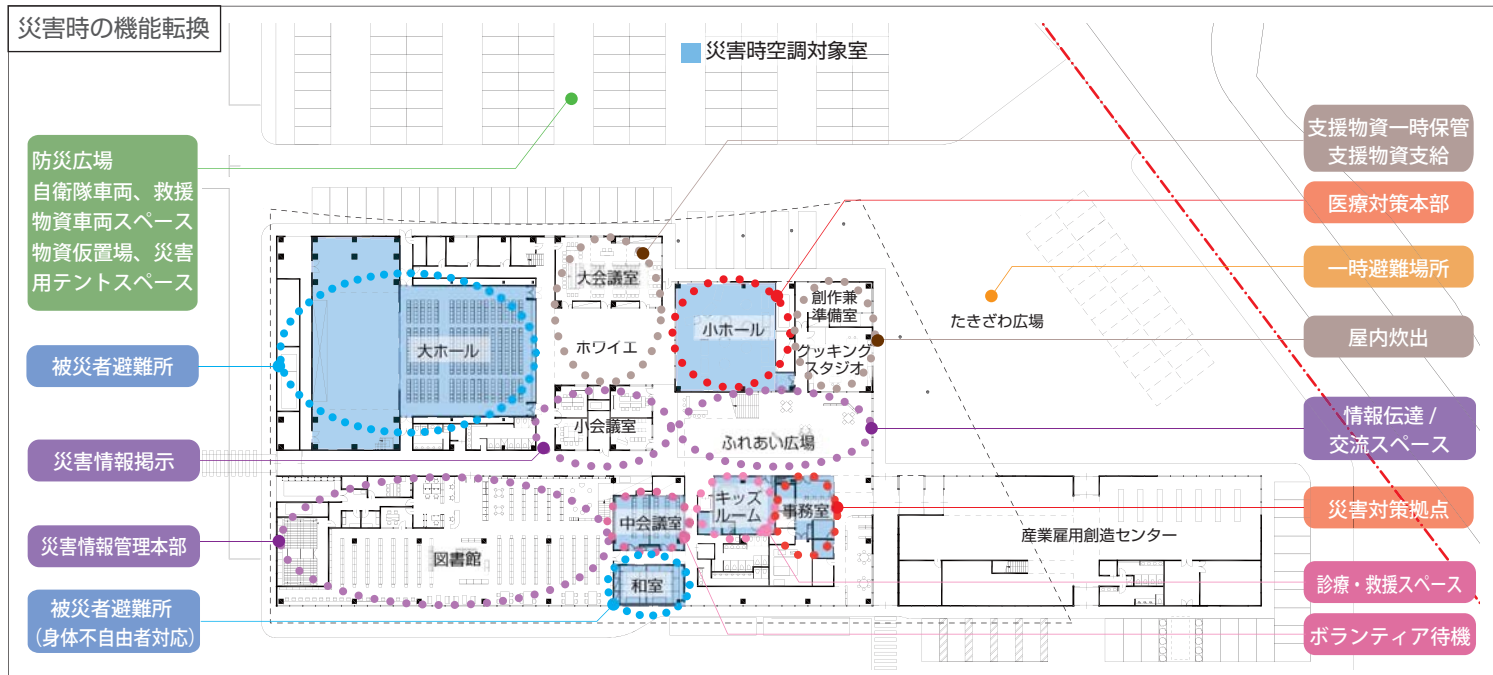 災害時の機能転換
災害時空調対象室
防災広場
自衛隊車両、救援
物資車両スペース
物資仮置場、災害
用テントスペース
被災者避難所
災害情報掲示
災害情報管理本部
被災者避難所
(身体不自由者対応)
大会議室
ホワイエ
大ホール
小会議室
小ホール
創作兼
準備室
クッキング
スタジオ
ふれあい広場
たきざわ広場
図書館
中会議室
和室
キッズ
ルーム
事務室
産業雇用創造センター
支援物資一時保管
支援物資支給
医療対策本部
一時避難場所
屋内炊出
情報伝達 /
交流スペース
災害対策拠点
診療・救援スペース
ボランティア待機